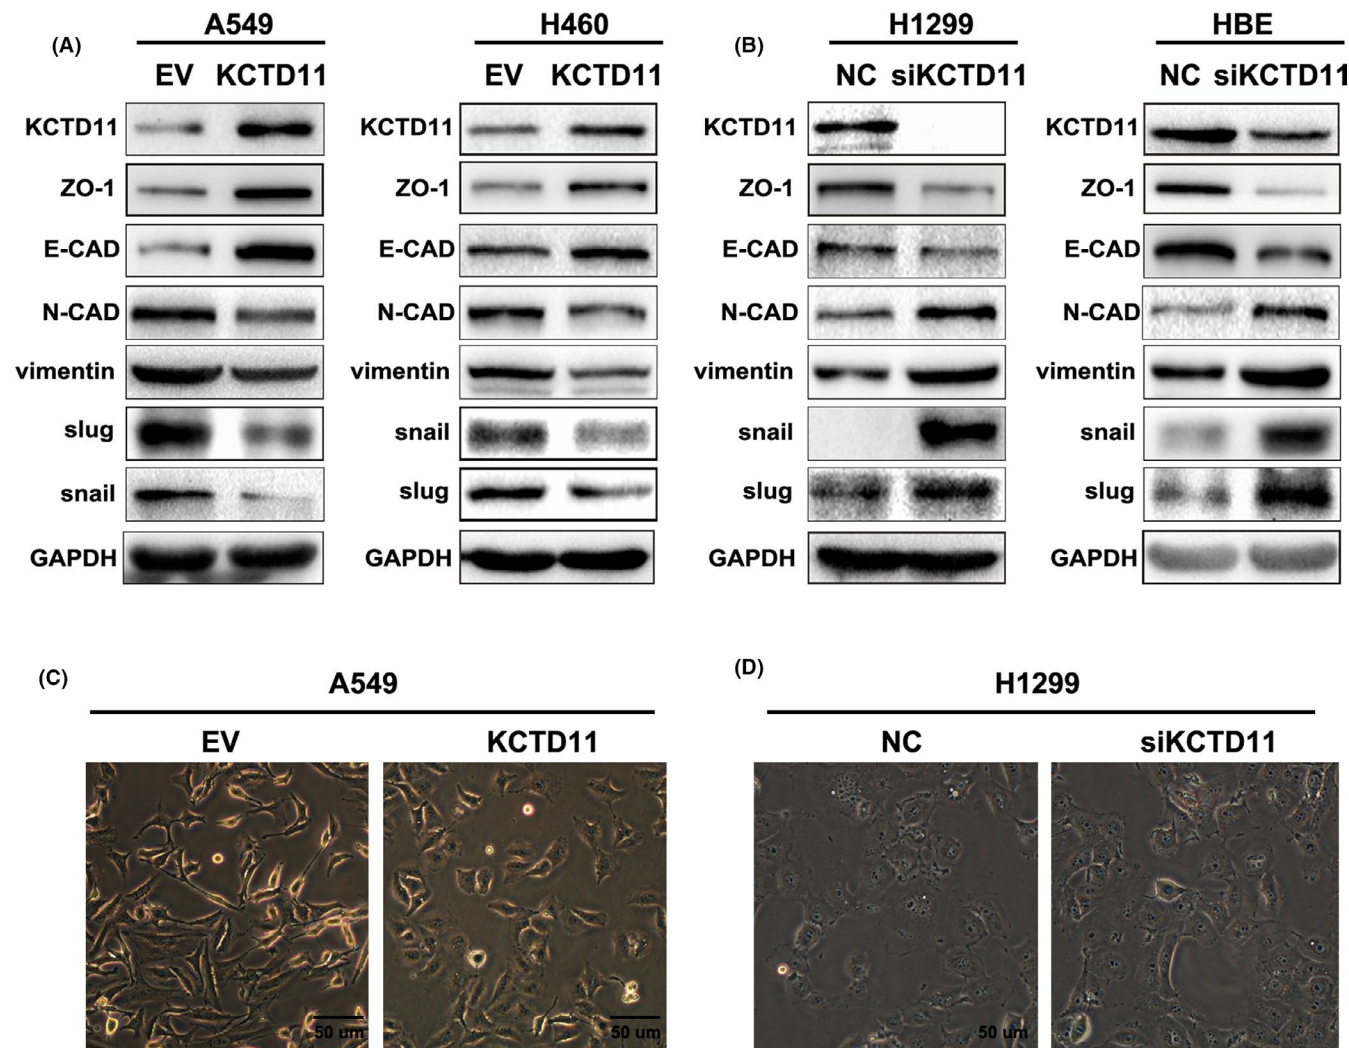 (A)
A549
EV KCTD11
KCTD11
ZO-1
E-CAD
N-CAD
vimentin
slug
snail
GAPDH
H460
EV KCTD11
KCTD11
ZO-1
E-CAD
N-CAD
vimentin
snail
slug
GAPDH
(B)
H1299
NC siKCTD11
KCTD11
ZO-1
E-CAD
N-CAD
vimentin
snail
slug
GAPDH
HBE
NC siKCTD11
KCTD11
ZO-1
E-CAD
N-CAD
vimentin
snail
slug
GAPDH
(C)
A549
EV KCTD11
50 um
50 um
(D)
H1299
NC siKCTD11
50 um